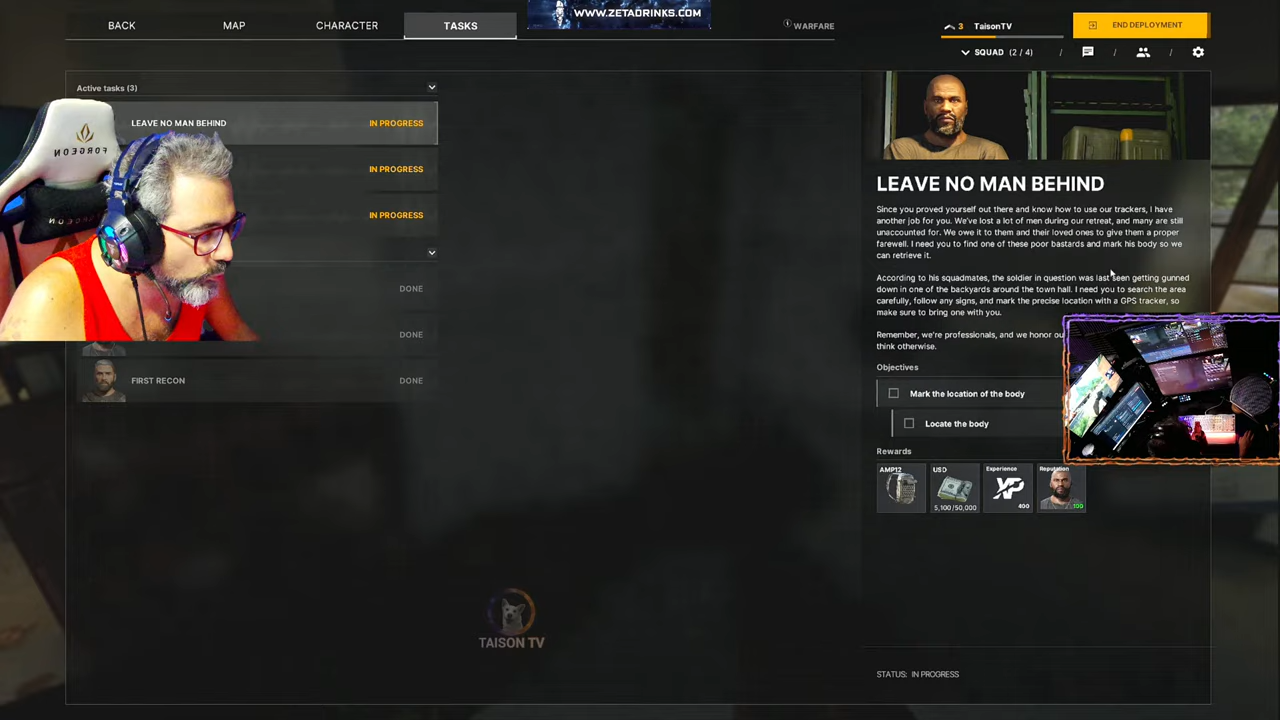 BACK
MAP
CHARACTER
TASKS
WWW.ZETADRINKS.COM
WARFARE
3 TaisonTV
END DEPLOYMENT
SQUAD (2 / 4)
/
/
/
Active tasks (3)
LEAVE NO MAN BEHIND
IN PROGRESS
IN PROGRESS
IN PROGRESS
DONE
DONE
FIRST RECON
DONE
FORGEON
TAISON TV
LEAVE NO MAN BEHIND
Since you proved yourself out there and know how to use our trackers, I have
another job for you. We've lost a lot of men during our retreat, and many are still
unaccounted for. We owe it to them and their loved ones to give them a proper
farewell. I need you to find one of these poor bastards and mark his body so we
can retrieve it.
According to his squadmates, the soldier in question was last seen getting gunned
down in one of the backyards around the town hall. I need you to search the area
carefully, follow any signs, and mark the precise location with a GPS tracker, so
make sure to bring one with you.
Remember, we're professionals, and we honor ou
think otherwise.
Objectives
Mark the location of the body
Locate the body
Rewards
AMP12
USD
5,100/50,000
Experience
XP
400
Reputation
100
STATUS: IN PROGRESS